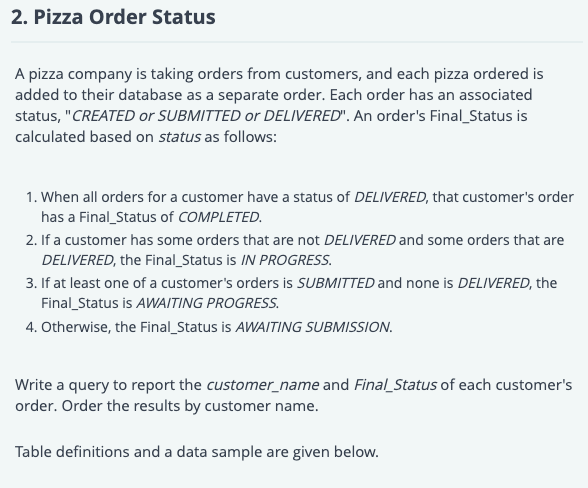 2. Pizza Order Status
A pizza company is taking orders from customers, and each pizza ordered is
added to their database as a separate order. Each order has an associated
status, "CREATED or SUBMITTED or DELIVERED". An order's Final_Status is
calculated based on status as follows:
1. When all orders for a customer have a status of DELIVERED, that customer's order
has a Final_Status of COMPLETED.
2. If a customer has some orders that are not DELIVERED and some orders that are
DELIVERED, the Final_Status is IN PROGRESS.
3. If at least one of a customer's orders is SUBMITTED and none is DELIVERED, the
Final_Status is AWAITING PROGRESS.
4. Otherwise, the Final_Status is AWAITING SUBMISSION.
Write a query to report the customer_name and Final_Status of each customer's
order. Order the results by customer name.
Table definitions and a data sample are given below.